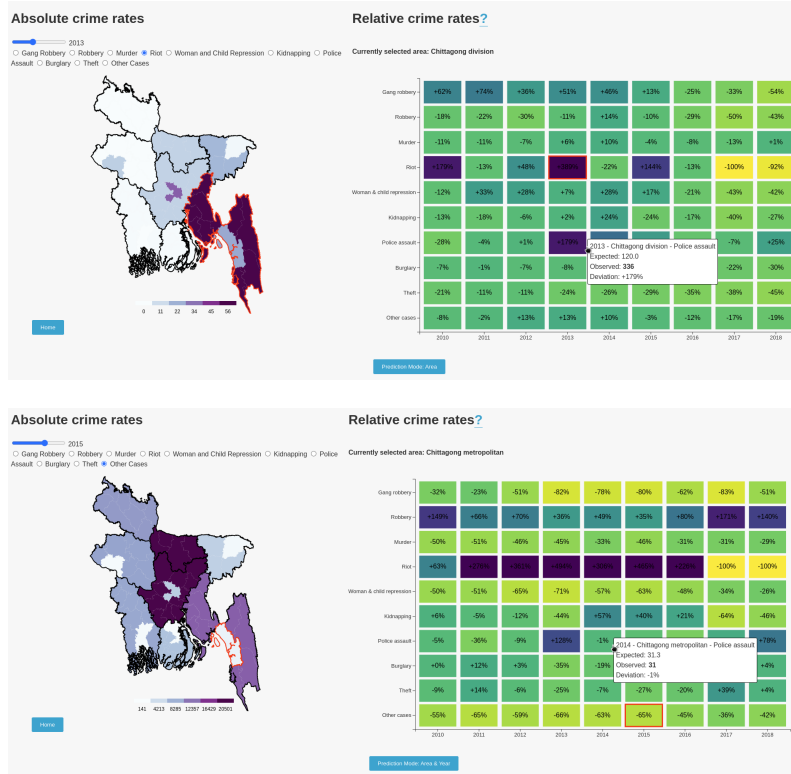 Absolute crime rates
2013
Gang Robbery Robbery Murder Riot Woman and Child Repression Kidnapping Police
Assault Burglary Theft Other Cases
0 11 22 34 45 56
Home
Relative crime rates?
Currently selected area: Chittagong division
Gang robbery +62% +74% +36% +51% +46% +13% -25% -33% -54%
Robbery -18% -22% -30% -11% +14% -10% -29% -50% -43%
Murder -11% -11% -7% +6% +10% -4% -8% -13% +1%
Riot +179% -13% +48% -22% +144% -13% -100% -92%
Woman & child repression -12% +33% +28% +7% +28% +17% -21% -43% -42%
Kidnapping -13% -18% -6% +2% +24% -24% -17% -40% -27%
Police assault -28% -4% +1% +179% -7% +25%
Burglary -7% -1% -7% -8% -22% -30%
Theft -21% -11% -11% -24% -26% -29% -35% -38% -45%
Other cases -8% -2% +13% +13% +10% -3% -12% -17% -19%
2010 2011 2012 2013 2014 2015 2016 2017 2018
2013 - Chittagong division - Police assault
Expected: 120.0
Observed: 336
Deviation: +179%
Prediction Mode: Area
Absolute crime rates
2015
Gang Robbery Robbery Murder Riot Woman and Child Repression Kidnapping Police
Assault Burglary Theft Other Cases
141 4213 8285 12357 16429 20501
Home
Relative crime rates?
Currently selected area: Chittagong metropolitan
Gang robbery -32% -23% -51% -82% -78% -80% -62% -83% -51%
Robbery +149% +66% +70% +36% +49% +35% +80% +171% +140%
Murder -50% -51% -46% -45% -33% -46% -31% -31% -29%
Riot +63% -100% -100%
Woman & child repression -50% -51% -65% -71% -57% -63% -48% -34% -26%
Kidnapping +6% -5% -12% -44% +57% +40% +21% -64% -46%
Police assault -5% -36% -9% +128% -1% +78%
Burglary +0% +12% +3% -35% -19% +4%
Theft -9% +14% -6% -25% -7% -27% -20% +39% +4%
Other cases -55% -65% -59% -66% -63% -65% -45% -36% -42%
2010 2011 2012 2013 2014 2015 2016 2017 2018
2014 - Chittagong metropolitan - Police assault
Expected: 31.3
Observed: 31
Deviation: -1%
Prediction Mode: Area & Year